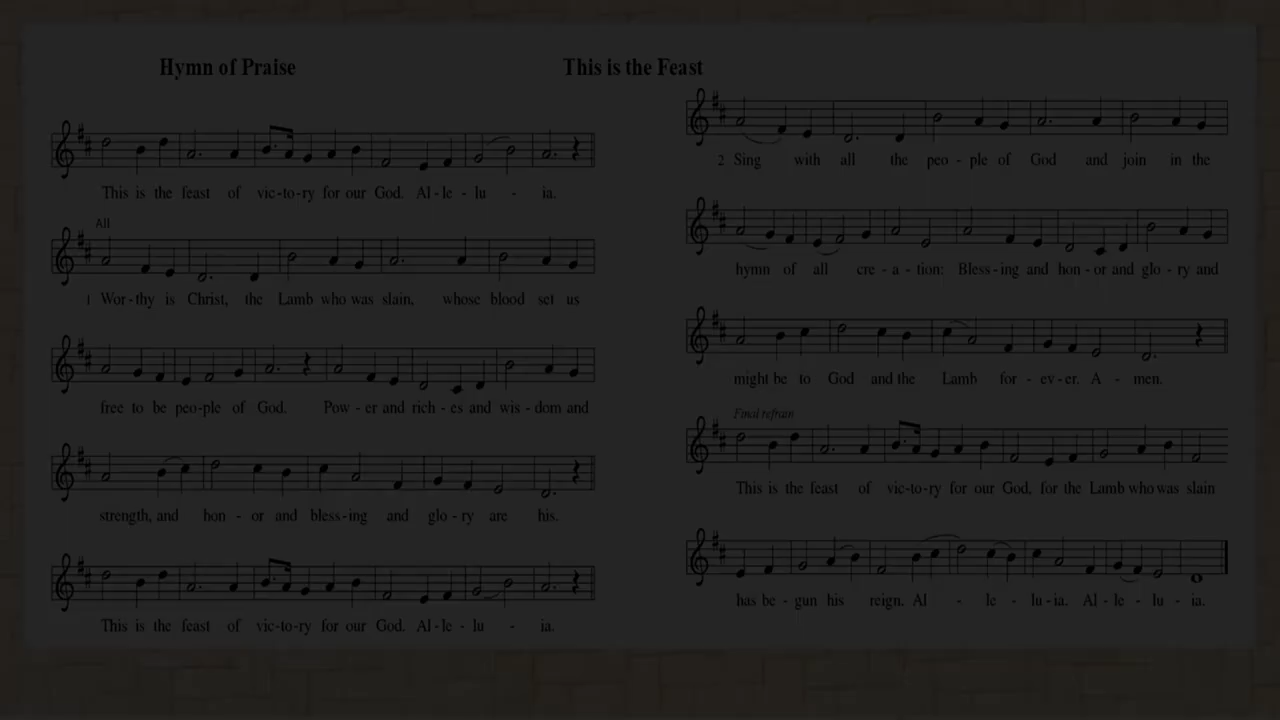 Hymn of Praise
This is the Feast
This is the feast of vic-to-ry for our God. Al-le-lu - ia.
All
1 Wor-thy is Christ, the Lamb who was slain, whose blood set us
free to be peo-ple of God. Pow-er and rich-es and wis-dom and
strength, and hon-or and bless-ing and glo-ry are his.
This is the feast of vic-to-ry for our God. Al-le-lu - ia.
2 Sing with all the peo-ple of God and join in the
hymn of all cre-a-tion: Bless-ing and hon-or and glo-ry and
might be to God and the Lamb for-ev-er. A-men.
Final refrain
This is the feast of vic-to-ry for our God, for the Lamb who was slain
has be-gun his reign. Al - le - lu-ia. Al-le-lu-ia.